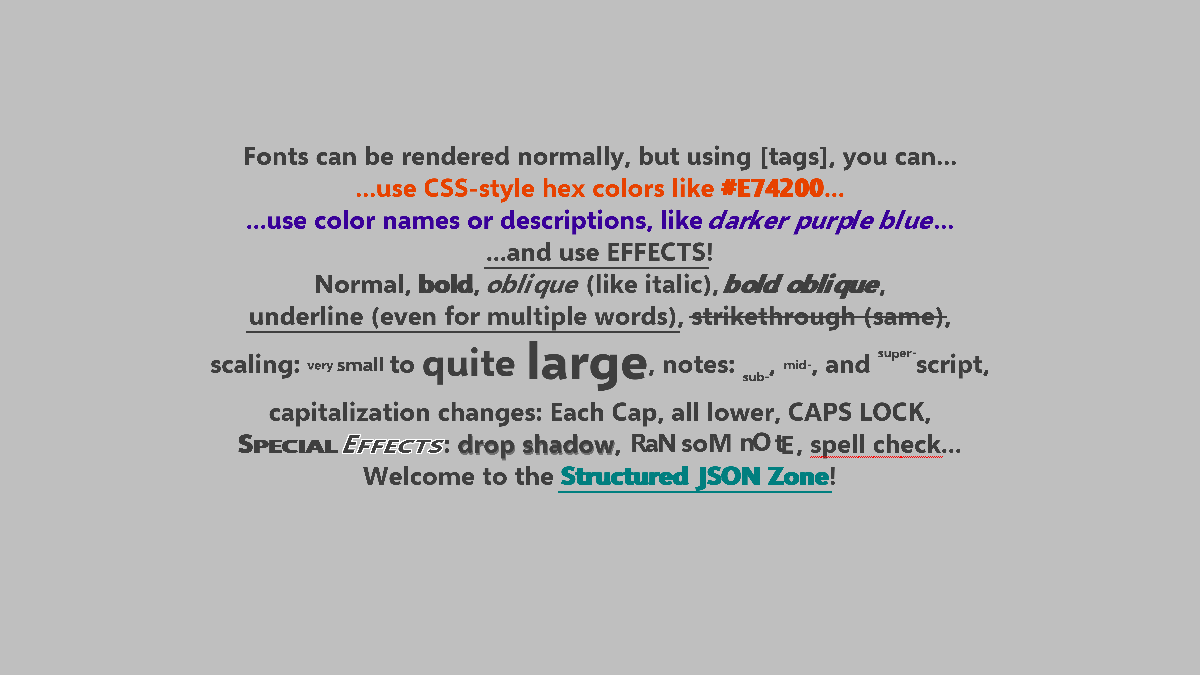 Fonts can be rendered normally, but using [tags], you can...
...use CSS-style hex colors like #E74200...
...use color names or descriptions, like darker purple blue...
...and use EFFECTS!
Normal, bold, oblique (like italic), bold oblique,
underline (even for multiple words), strikethrough (same),
scaling: very small to quite large, notes: sub-, mid-, and super-script,
capitalization changes: Each Cap, all lower, CAPS LOCK,
SPECIAL EFFECTS: drop shadow, RaNsoM nOtE, spell check...
Welcome to the Structured JSON Zone!